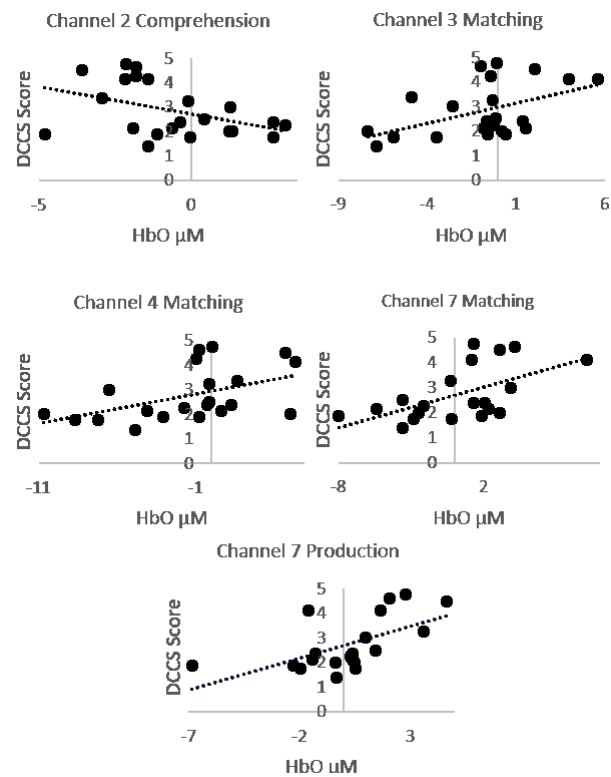 Channel 2 Comprehension
DCCS Score
5
4
3
2
1
0
-5
0
HbO μM
Channel 3 Matching
DCCS Score
5
4
3
2
1
0
-9
-4
1
6
HbO μM
Channel 4 Matching
DCCS Score
5
4
3
2
1
0
-11
-1
HbO μM
Channel 7 Matching
DCCS Score
5
4
3
2
1
0
-8
2
HbO μM
Channel 7 Production
DCCS Score
5
4
3
2
1
0
-7
-2
3
HbO μM